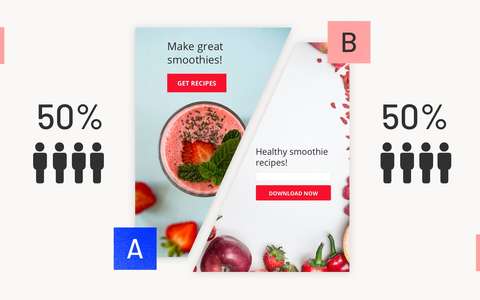 B
Make great
smoothies!
GET RECIPES
50%
50%
Healthy smoothie
recipes!
DOWNLOAD NOW
A